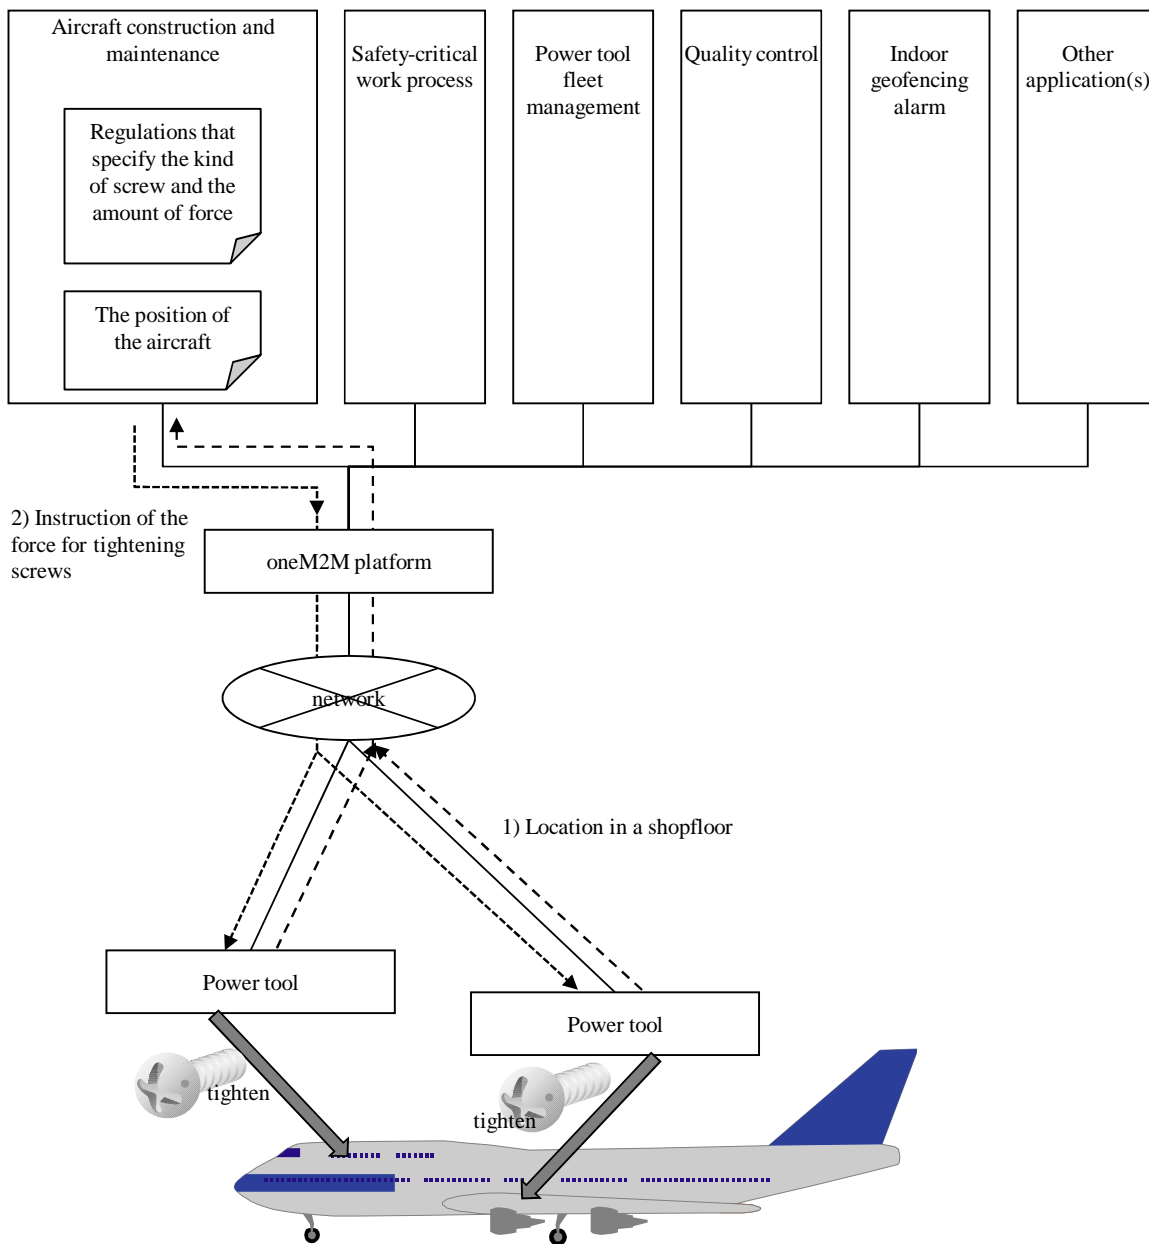 Aircraft construction and
maintenance
Regulations that
specify the kind
of screw and the
amount of force
The position of
the aircraft
Safety-critical
work process
Power tool
fleet
management
Quality control
Indoor
geofencing
alarm
Other
application(s)
2) Instruction of the
force for tightening
screws
oneM2M platform
network
1) Location in a shopfloor
Power tool
Power tool
tighten
tighten